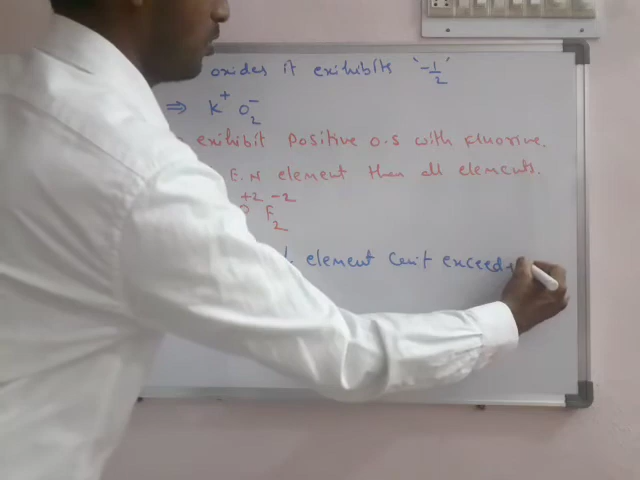 oxides it exhibits '-1/2'
⇒ K⁺ O₂⁻
exhibit positive O.S with fluorine.
E.N element than all elements.
+2 -2
O F₂
element can't exceed